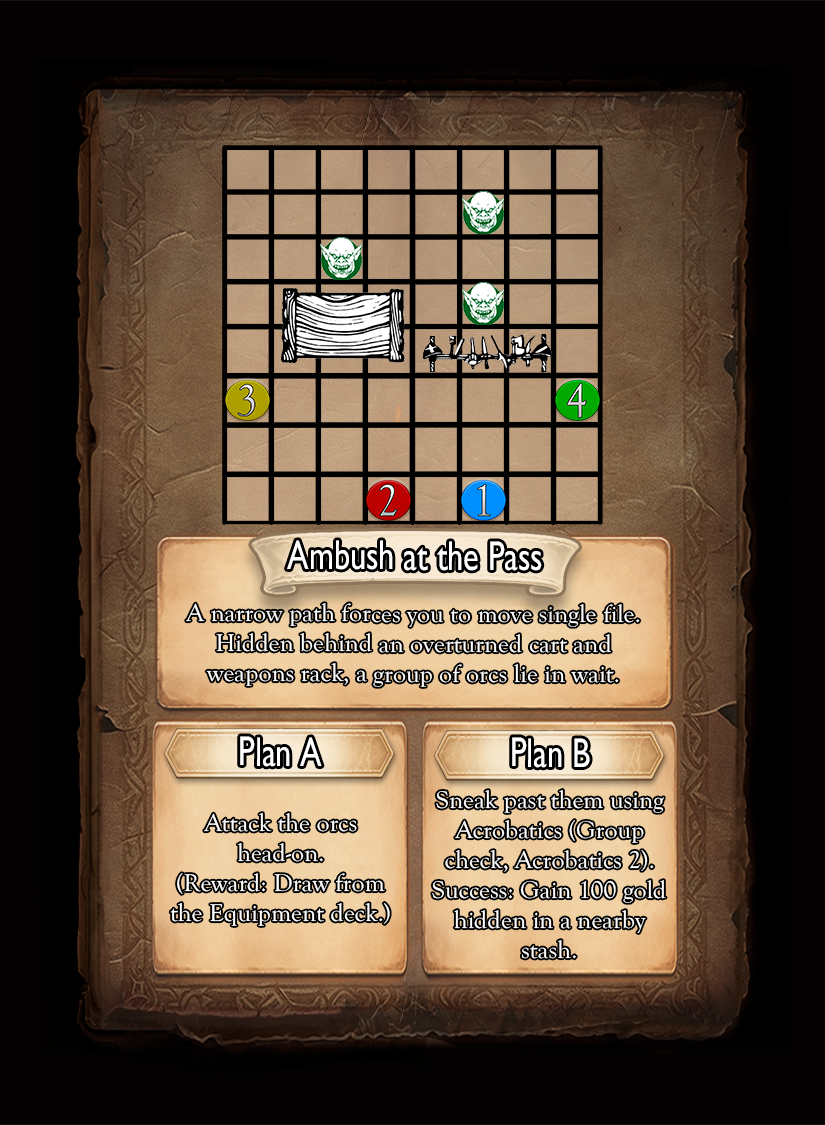 3
4
2
1
Ambush at the Pass
A narrow path forces you to move single file.
Hidden behind an overturned cart and
weapons rack, a group of orcs lie in wait.
Plan A
Attack the orcs
head-on.
(Reward: Draw from
the Equipment deck.)
Plan B
Sneak past them using
Acrobatics (Group
check, Acrobatics 2).
Success: Gain 100 gold
hidden in a nearby
stash.